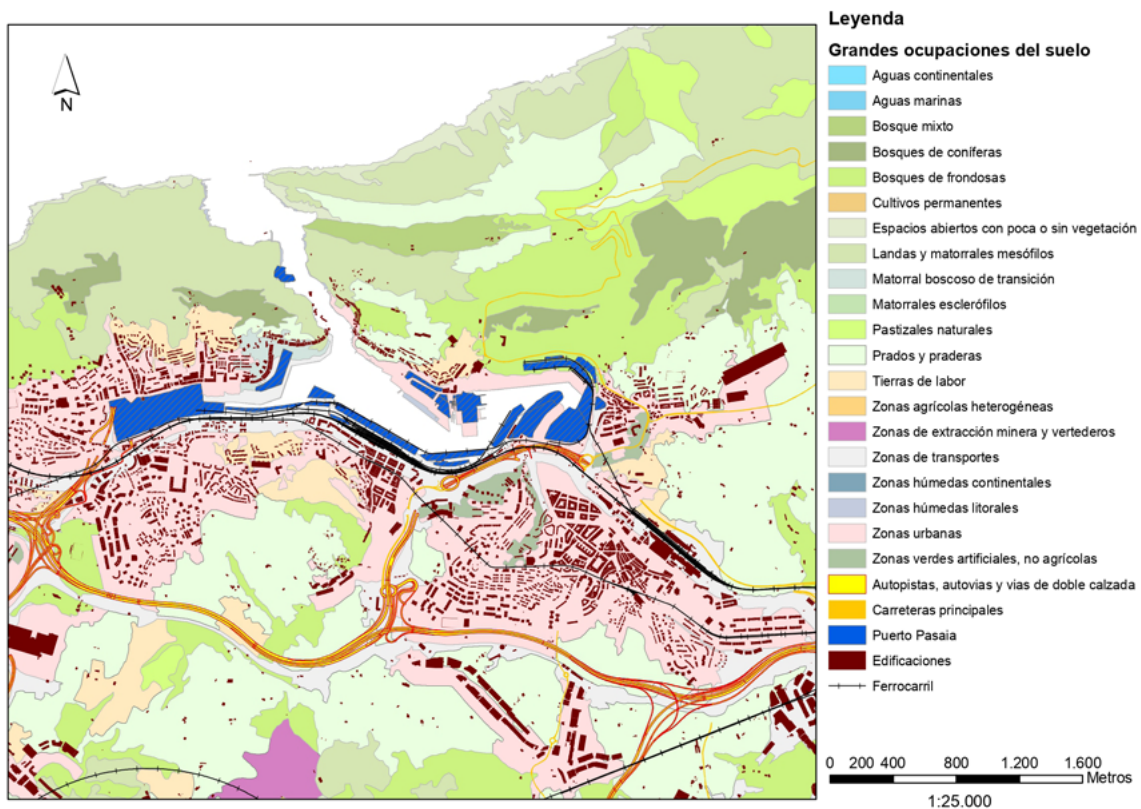 N
Leyenda
Grandes ocupaciones del suelo
Aguas continentales
Aguas marinas
Bosque mixto
Bosques de coníferas
Bosques de frondosas
Cultivos permanentes
Espacios abiertos con poca o sin vegetación
Landas y matorrales mesófilos
Matorral boscoso de transición
Matorrales esclerófilos
Pastizales naturales
Prados y praderas
Tierras de labor
Zonas agrícolas heterogéneas
Zonas de extracción minera y vertederos
Zonas de transportes
Zonas húmedas continentales
Zonas húmedas litorales
Zonas urbanas
Zonas verdes artificiales, no agrícolas
Autopistas, autovias y vias de doble calzada
Carreteras principales
Puerto Pasaia
Edificaciones
Ferrocarril
0 200 400 800 1.200 1.600
Metros
1:25.000